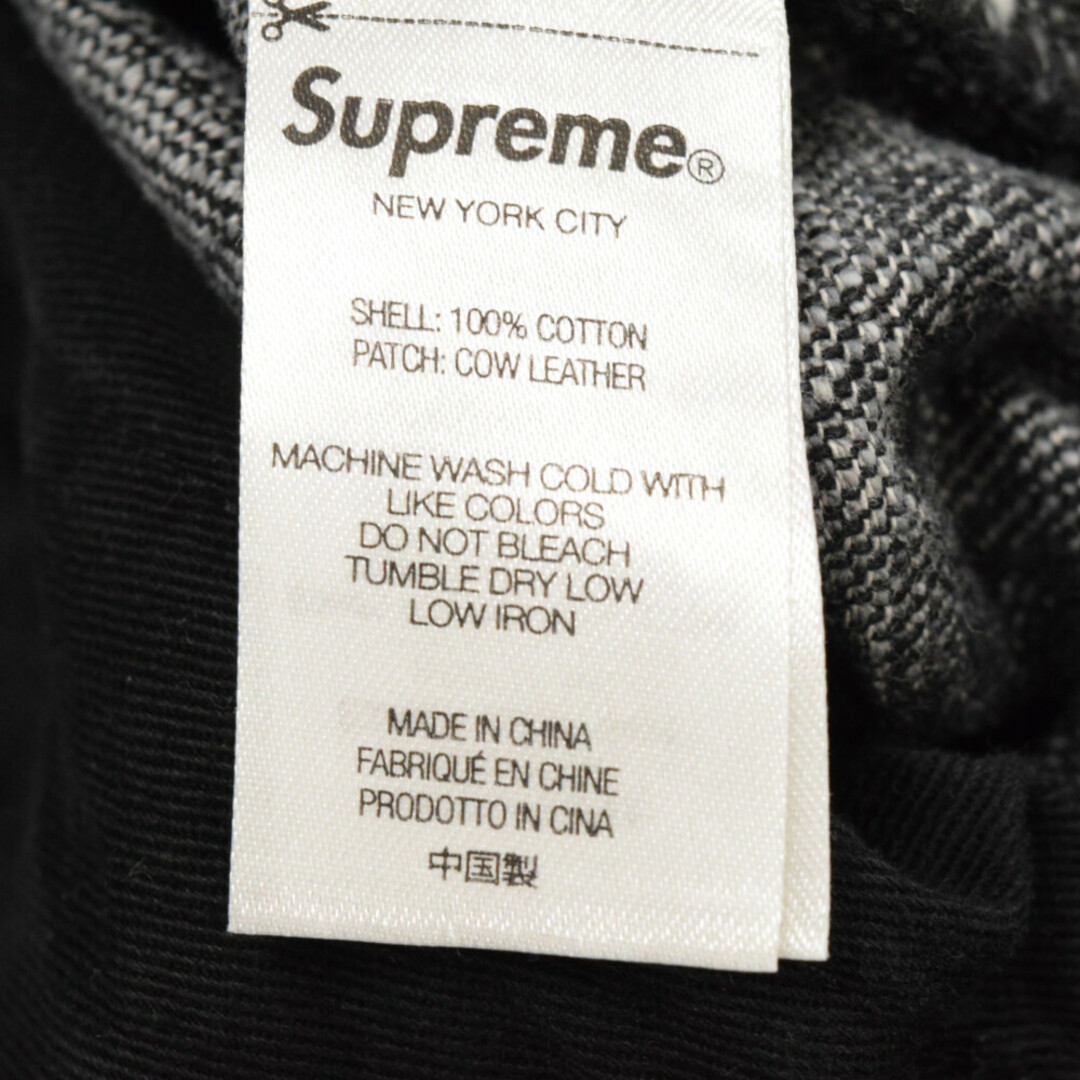 Supreme®
NEW YORK CITY
SHELL: 100% COTTON
PATCH: COW LEATHER
MACHINE WASH COLD WITH
LIKE COLORS
DO NOT BLEACH
TUMBLE DRY LOW
LOW IRON
MADE IN CHINA
FABRIQUÉ EN CHINE
PRODOTTO IN CINA
中国製